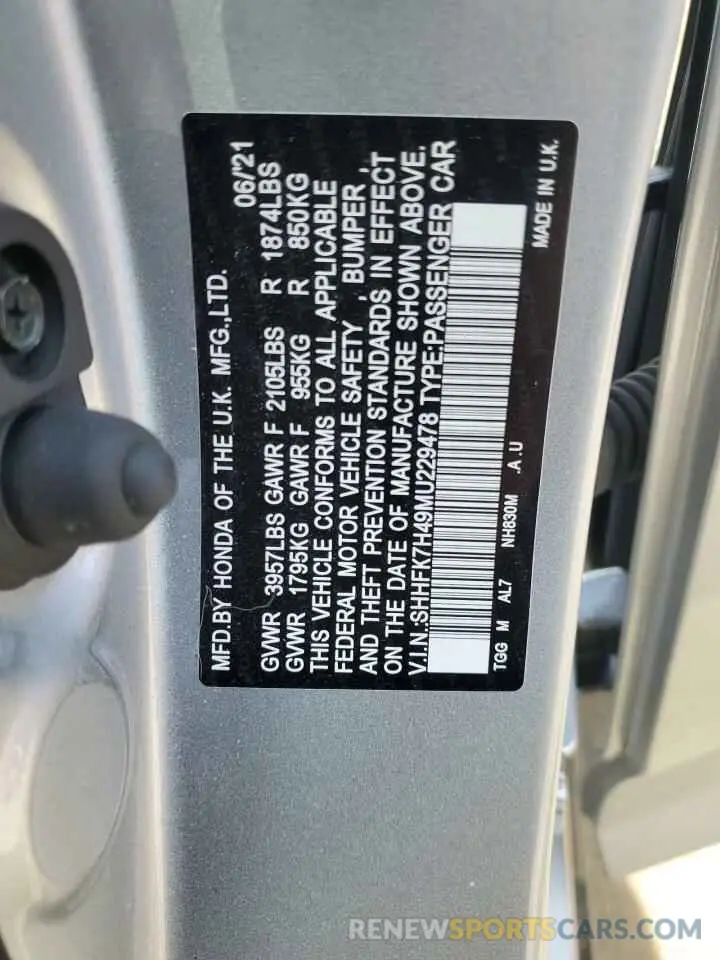 MFD.BY HONDA OF THE U.K. MFG.,LTD. 06/'21
GVWR 3957LBS GAWR F 2105LBS R 1874LBS
GVWR 1795KG GAWR F 955KG R 850KG
THIS VEHICLE CONFORMS TO ALL APPLICABLE
FEDERAL MOTOR VEHICLE SAFETY , BUMPER ,
AND THEFT PREVENTION STANDARDS IN EFFECT
ON THE DATE OF MANUFACTURE SHOWN ABOVE.
V.I.N.:SHHFK7H49MU229478 TYPE:PASSENGER CAR
TGG M AL7 NH830M .A .U MADE IN U.K.
RENEWSPORTSCARS.COM